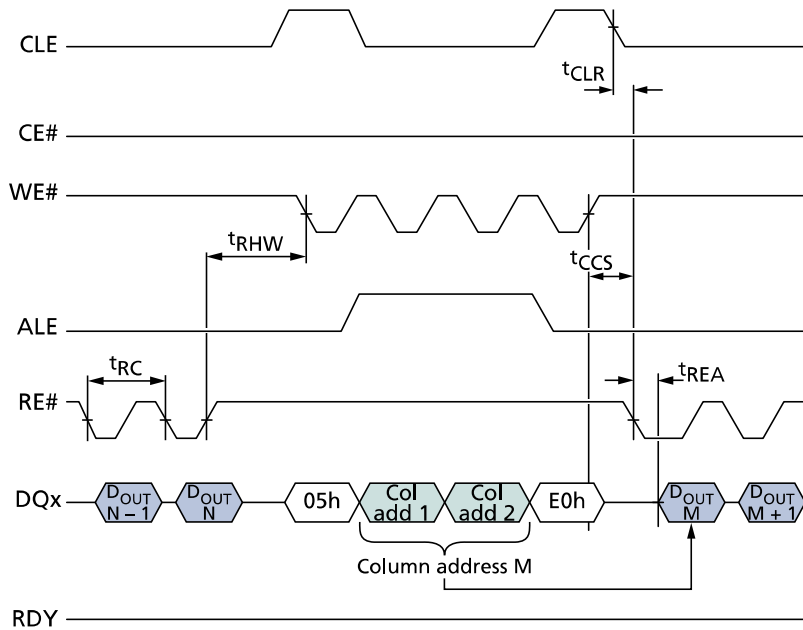 CLE
tCLR
CE#
WE#
tRHW
tCCS
ALE
tRC
tREA
RE#
DQx
DOUT
N – 1
DOUT
N
05h
Col
add 1
Col
add 2
E0h
DOUT
M
DOUT
M + 1
Column address M
RDY